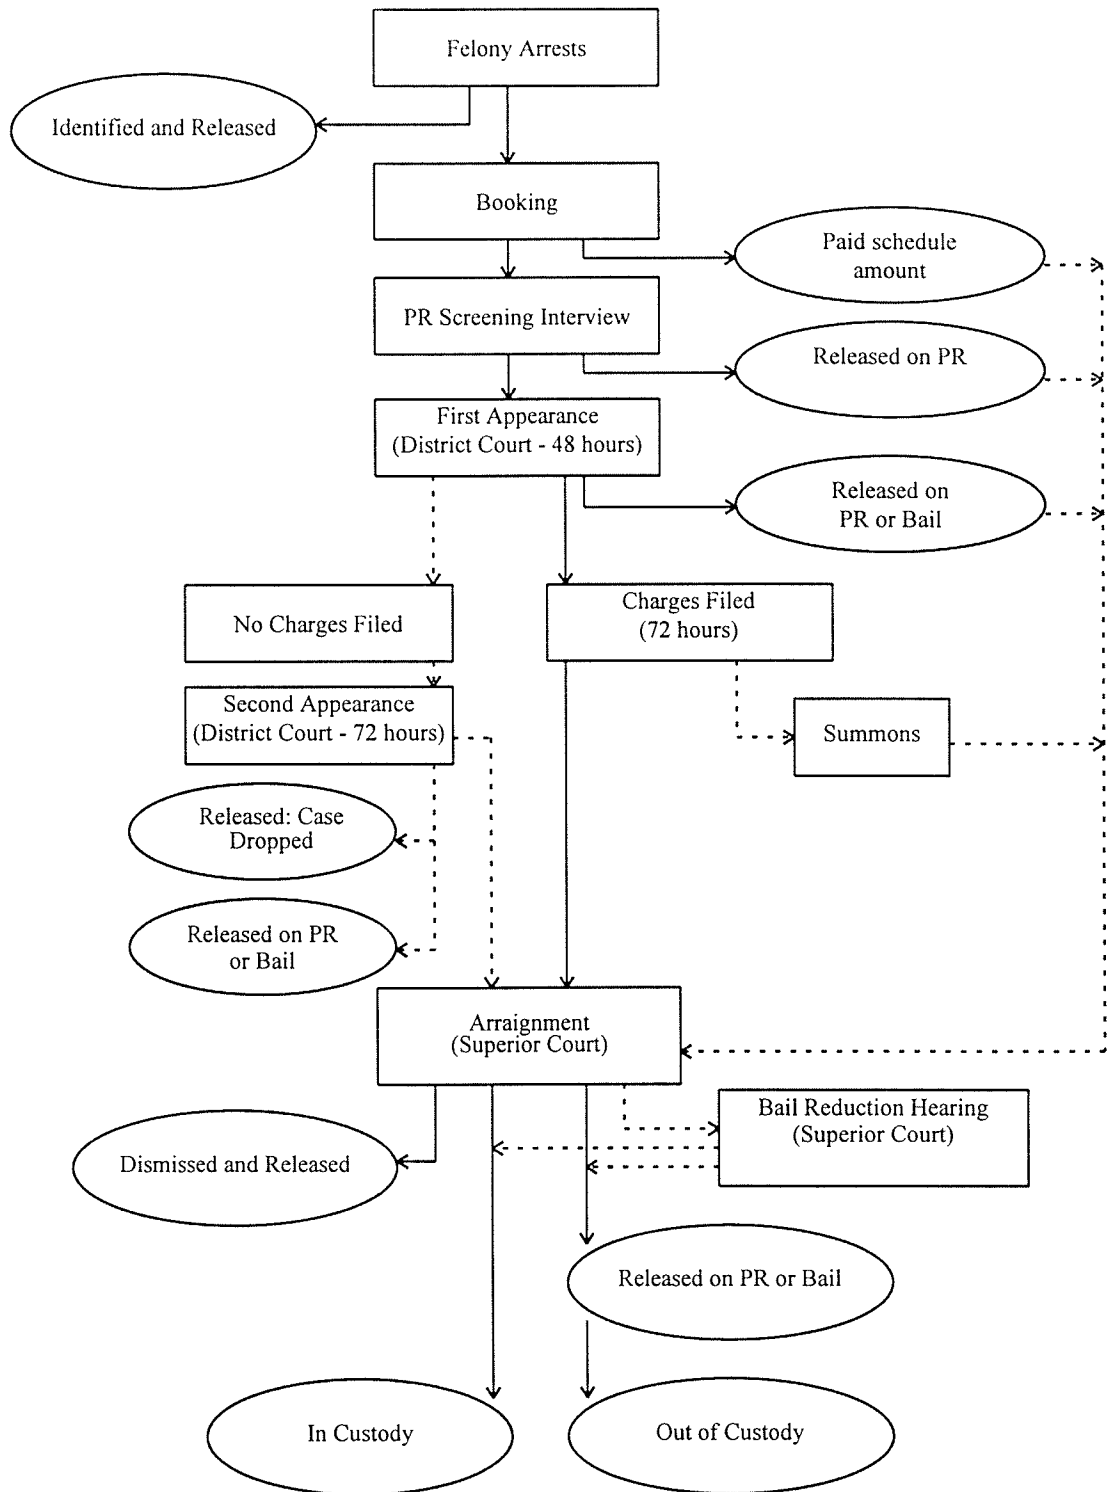 Felony Arrests
Identified and Released
Booking
Paid schedule
amount
PR Screening Interview
Released on PR
First Appearance
(District Court - 48 hours)
Released on
PR or Bail
No Charges Filed
Charges Filed
(72 hours)
Second Appearance
(District Court - 72 hours)
Summons
Released: Case
Dropped
Released on PR
or Bail
Arraignment
(Superior Court)
Bail Reduction Hearing
(Superior Court)
Dismissed and Released
Released on PR or Bail
In Custody
Out of Custody